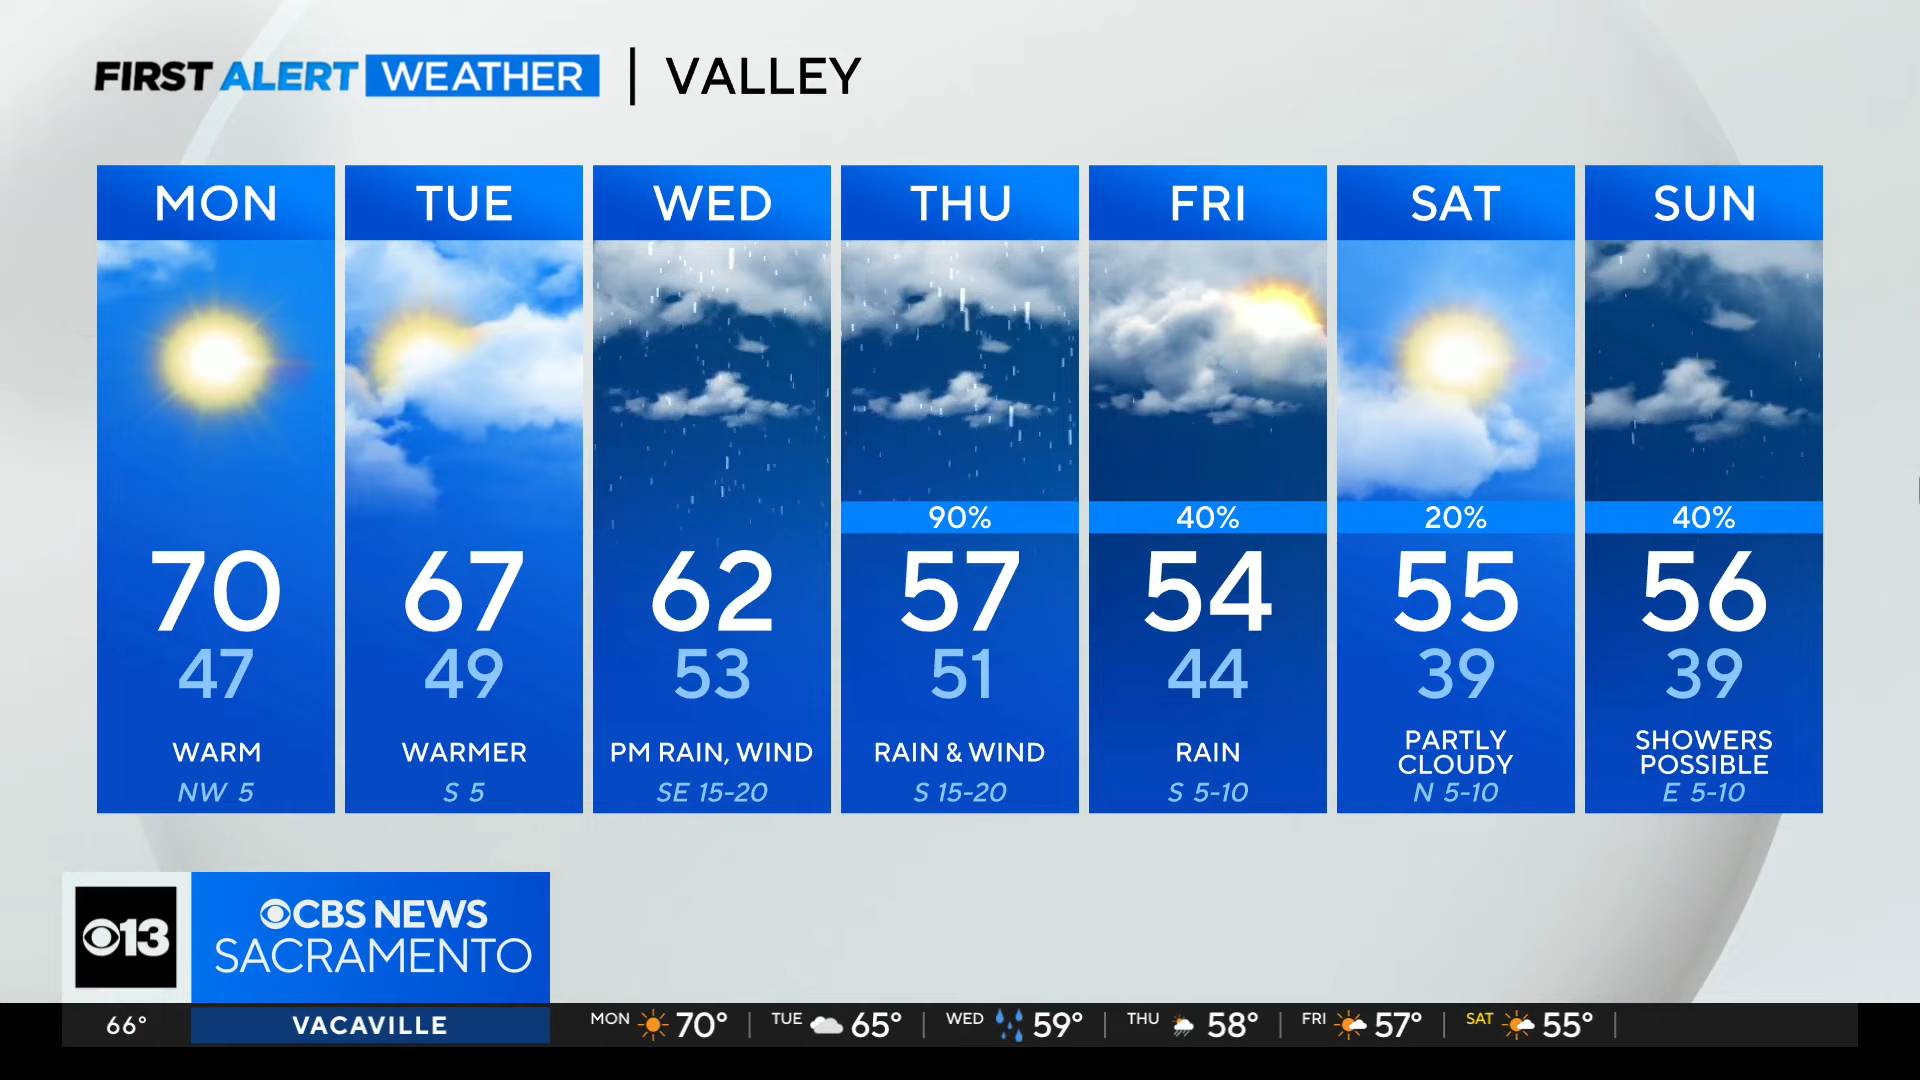 FIRST ALERT WEATHER | VALLEY
MON TUE WED THU FRI SAT SUN
90% 40% 20% 40%
70 67 62 57 54 55 56
47 49 53 51 44 39 39
WARM WARMER PM RAIN, WIND RAIN & WIND RAIN PARTLY CLOUDY SHOWERS POSSIBLE
NW 5 S 5 SE 15-20 S 15-20 S 5-10 N 5-10 E 5-10
13
CBS NEWS
SACRAMENTO
66° VACAVILLE MON 70° | TUE 65° | WED 59° | THU 58° | FRI 57° | SAT 55° |